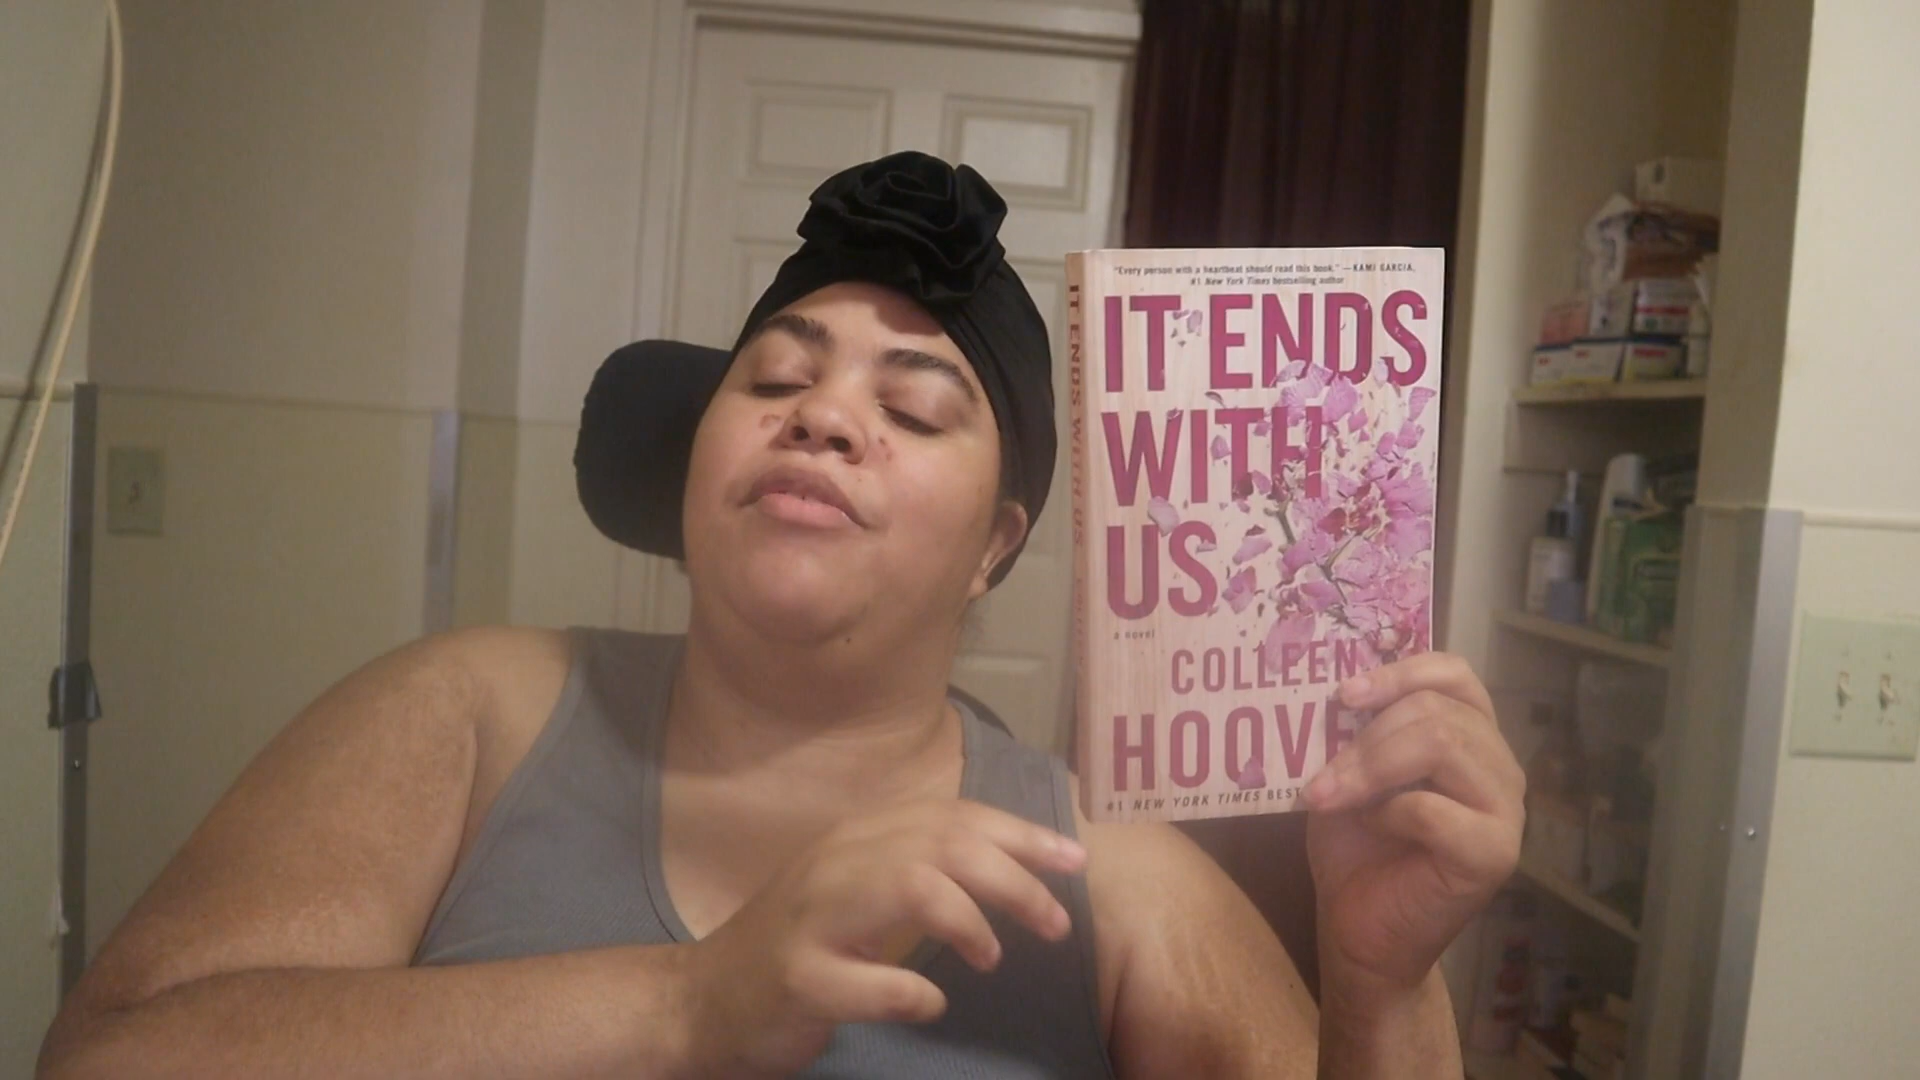 "Every person with a heartbeat should read this book." —KAMI GARCIA,
#1 New York Times bestselling author
IT ENDS
WITH
US
a novel
COLLEEN
HOOVE
#1 NEW YORK TIMES BEST
IT ENDS WITH US